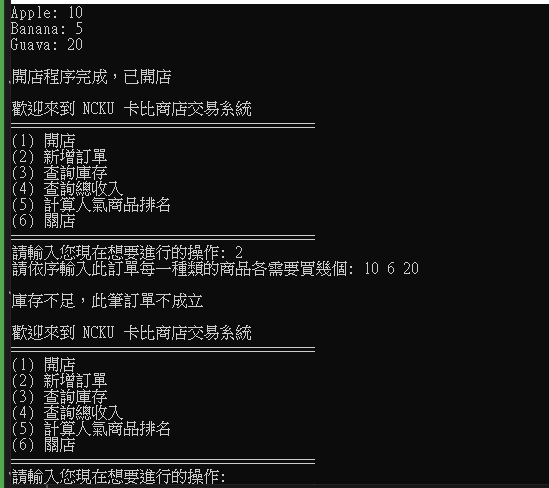 Apple: 10
Banana: 5
Guava: 20
開店程序完成，已開店
歡迎來到 NCKU 卡比商店交易系統
====================================
(1) 開店
(2) 新增訂單
(3) 查詢庫存
(4) 查詢總收入
(5) 計算人氣商品排名
(6) 關店
====================================
請輸入您現在想要進行的操作: 2
請依序輸入此訂單每一種類的商品各需要買幾個: 10 6 20
庫存不足，此筆訂單不成立
歡迎來到 NCKU 卡比商店交易系統
====================================
(1) 開店
(2) 新增訂單
(3) 查詢庫存
(4) 查詢總收入
(5) 計算人氣商品排名
(6) 關店
====================================
請輸入您現在想要進行的操作: